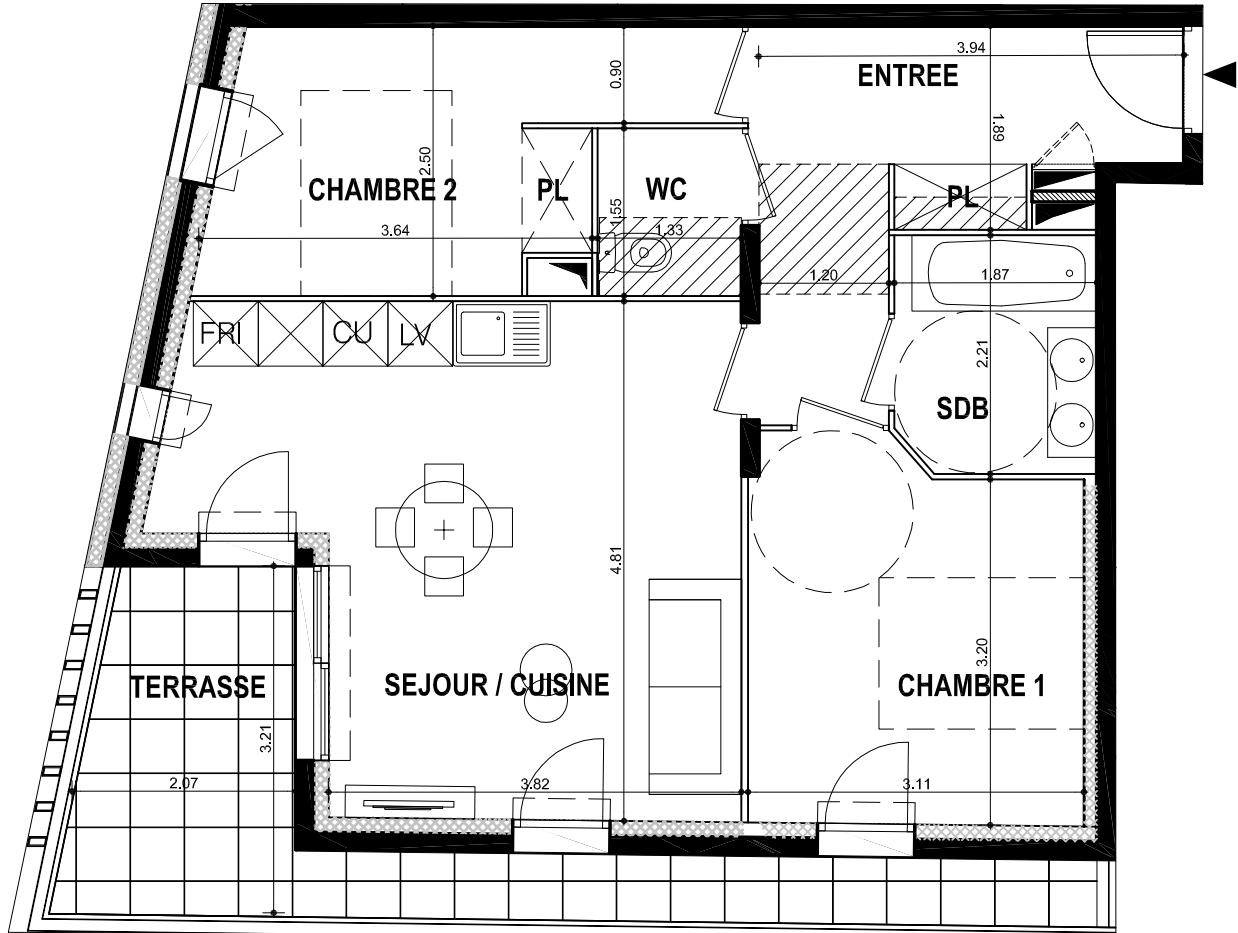 3.94
ENTREE
0.90
1.89
2.50
CHAMBRE 2
PL
WC
PL
1.55
3.64
1.33
1.20
1.87
FRI
CU
LV
2.21
SDB
4.81
3.20
TERRASSE
SEJOUR / CUISINE
CHAMBRE 1
3.21
2.07
3.82
3.11